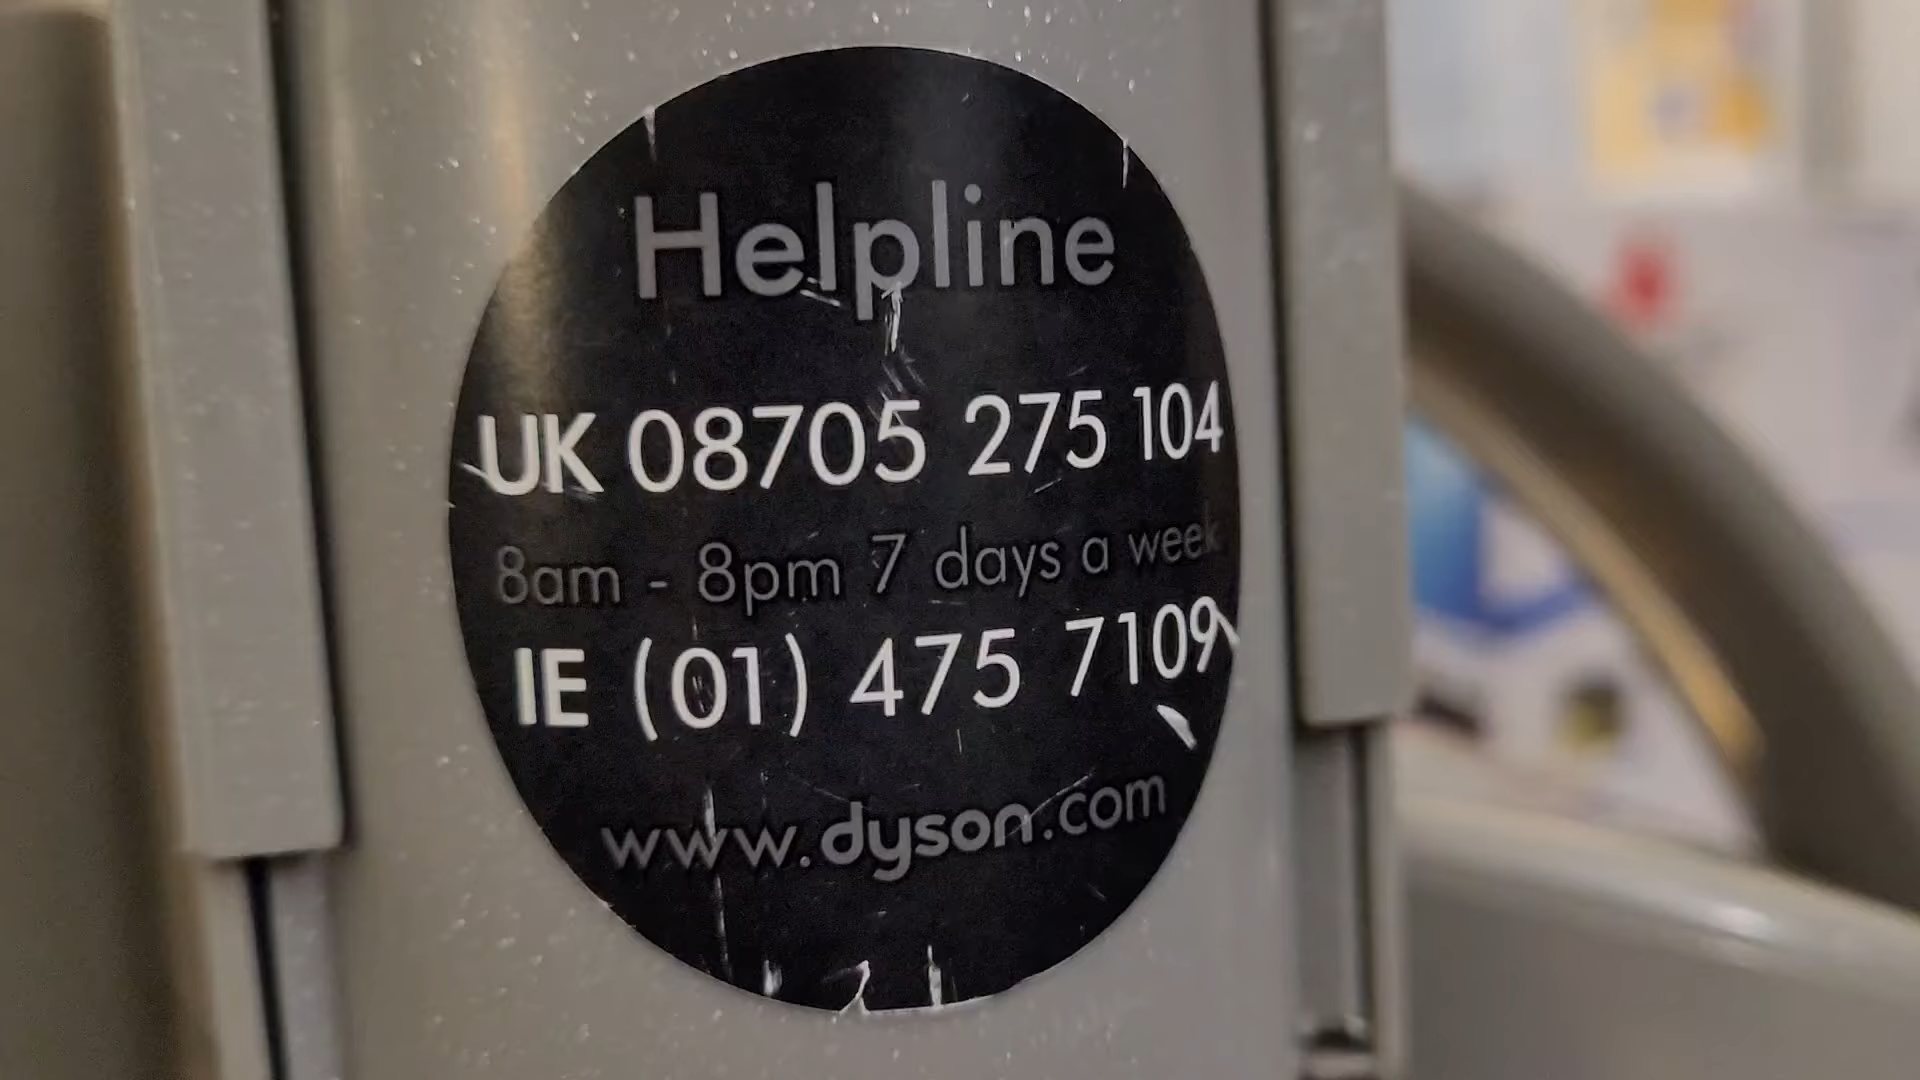 Helpline
UK 08705 275 104
8am - 8pm 7 days a week
IE (01) 475 7109
www.dyson.com